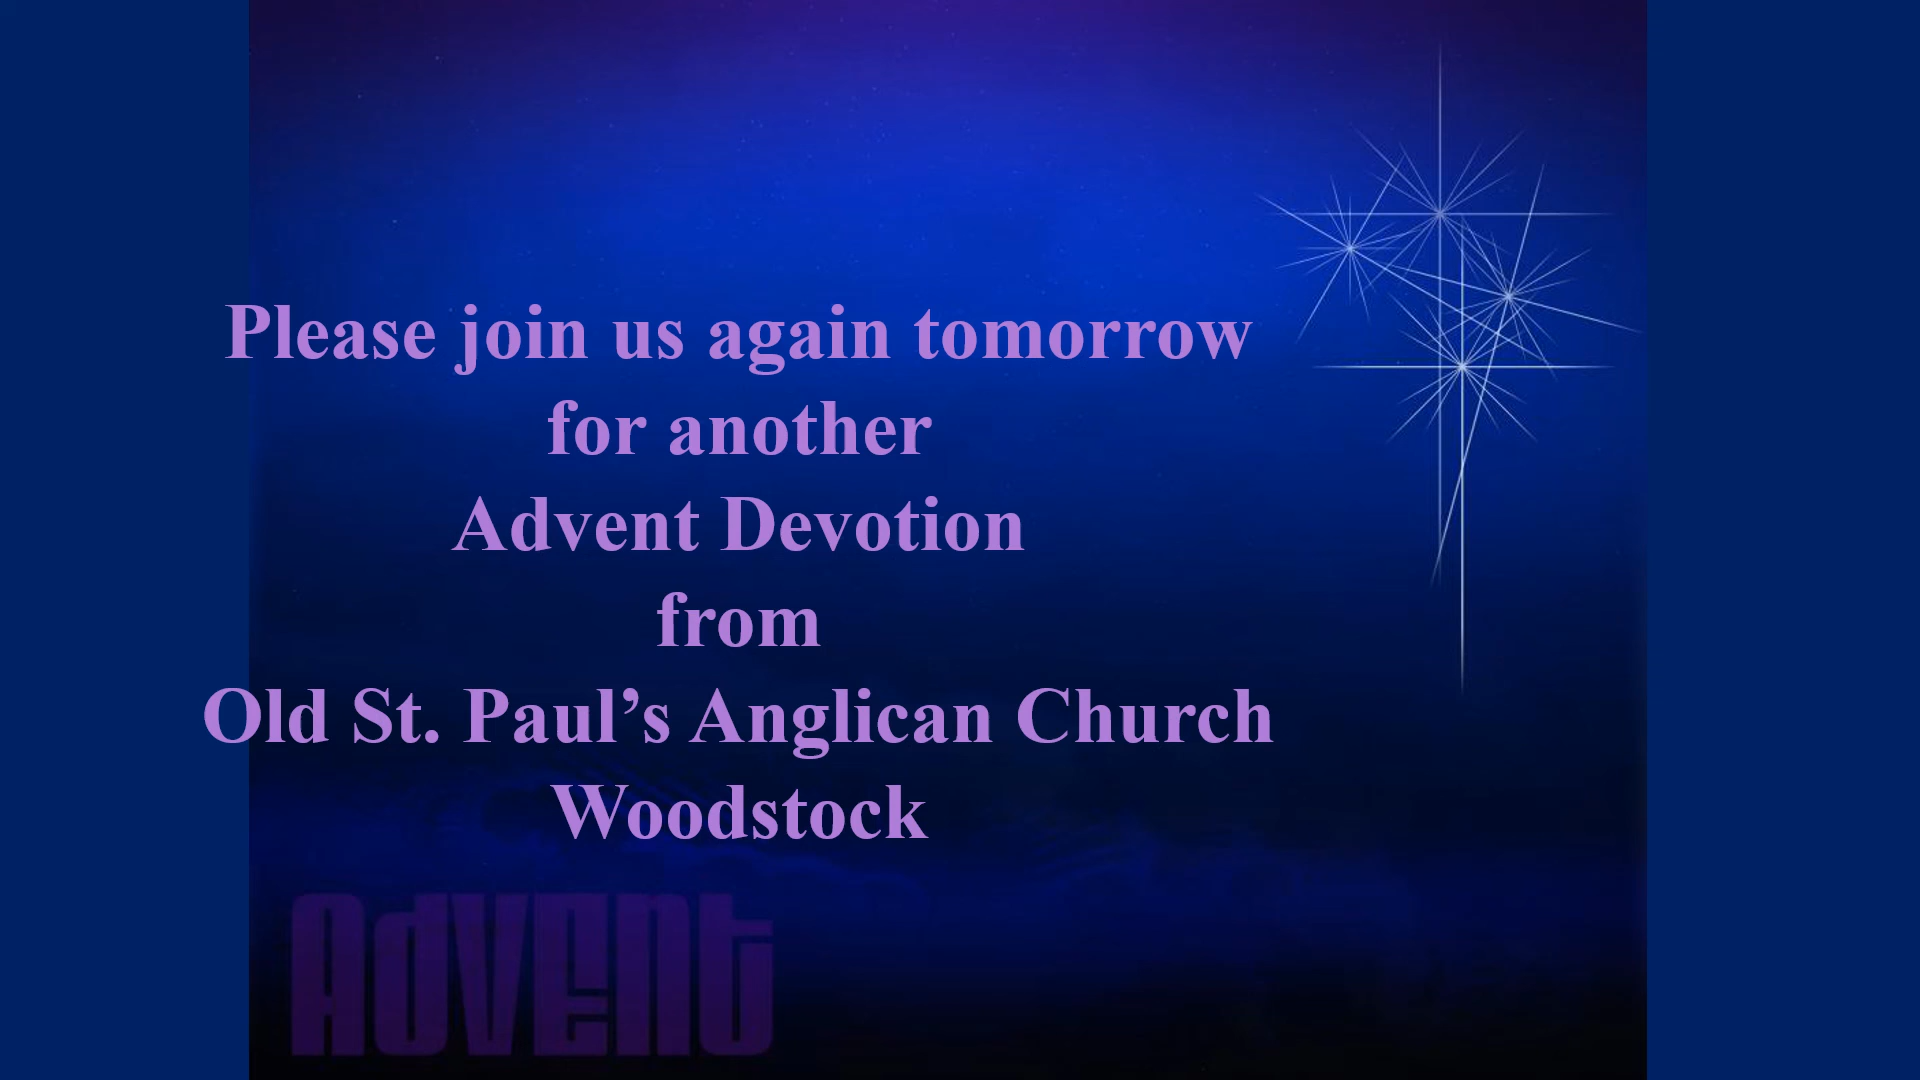 Please join us again tomorrow
for another
Advent Devotion
from
Old St. Paul’s Anglican Church
Woodstock
AdVEnt